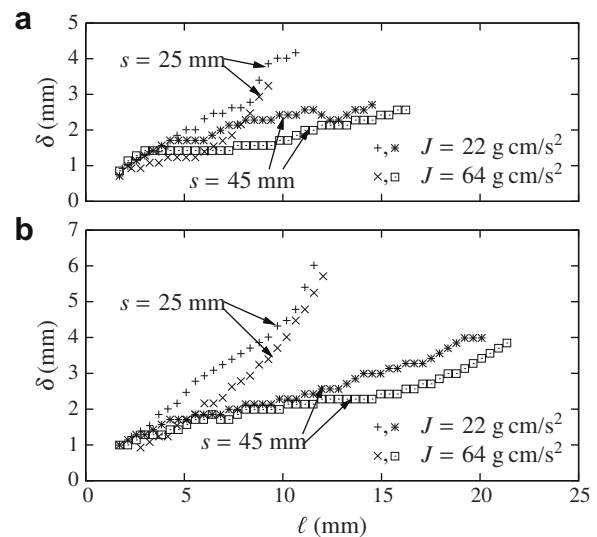 a
5
4
3
2
1
0
δ (mm)
s = 25 mm
s = 45 mm
+,∗ J = 22 g cm/s²
×,⊡ J = 64 g cm/s²
b
7
6
5
4
3
2
1
0
δ (mm)
s = 25 mm
s = 45 mm
+,∗ J = 22 g cm/s²
×,⊡ J = 64 g cm/s²
0 5 10 15 20 25
ℓ (mm)